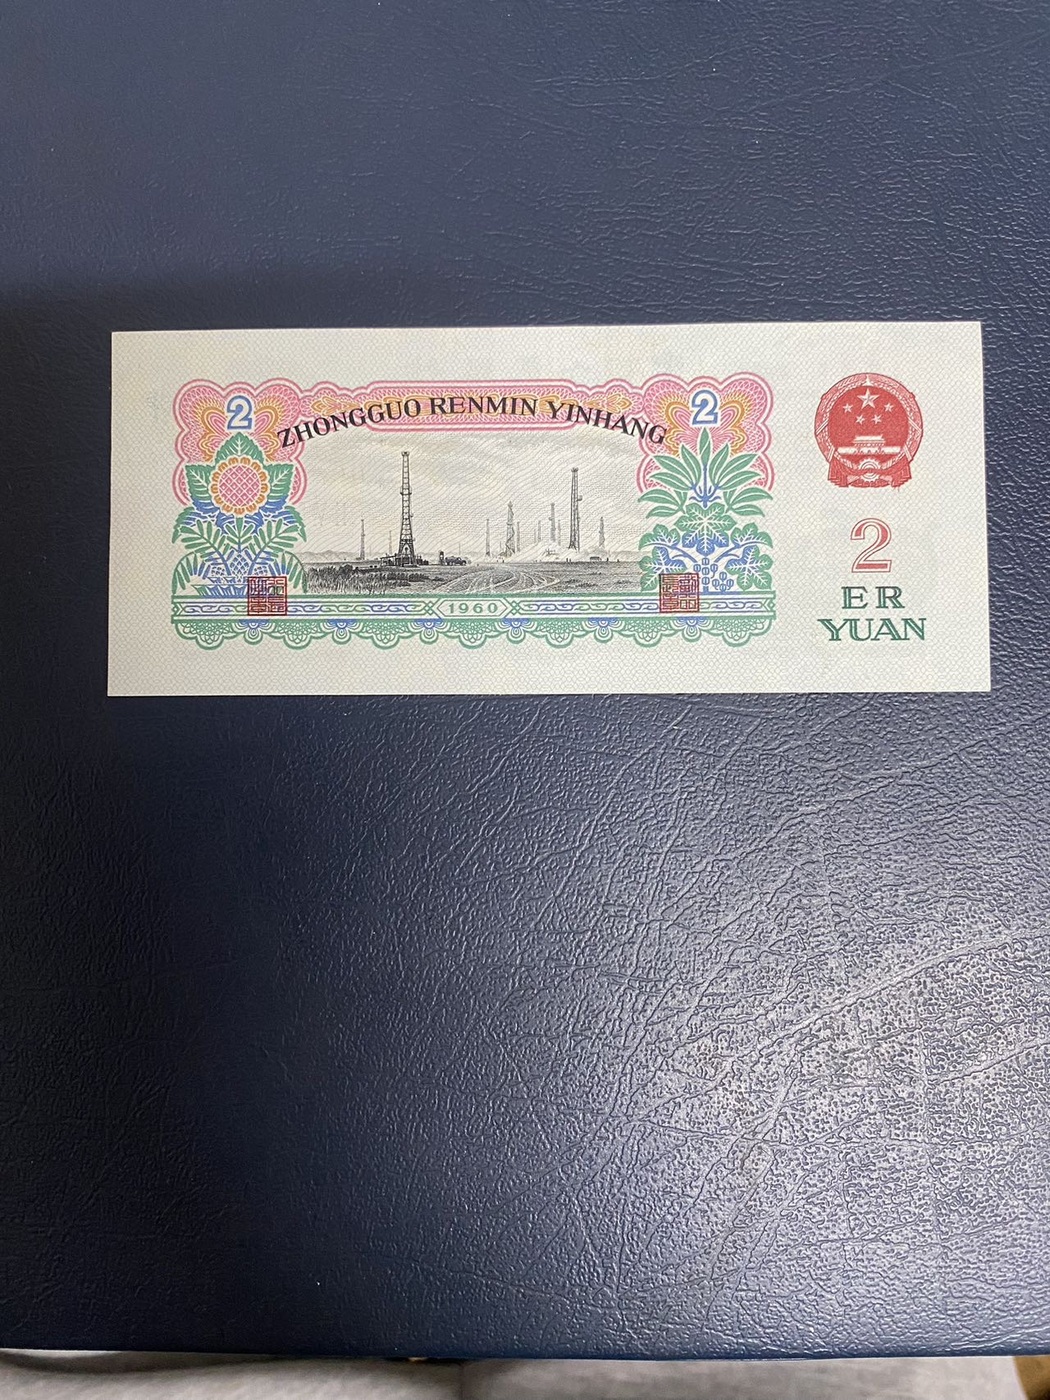 2
ZHONGGUO RENMIN YINHANG
2
1960
2
ER
YUAN